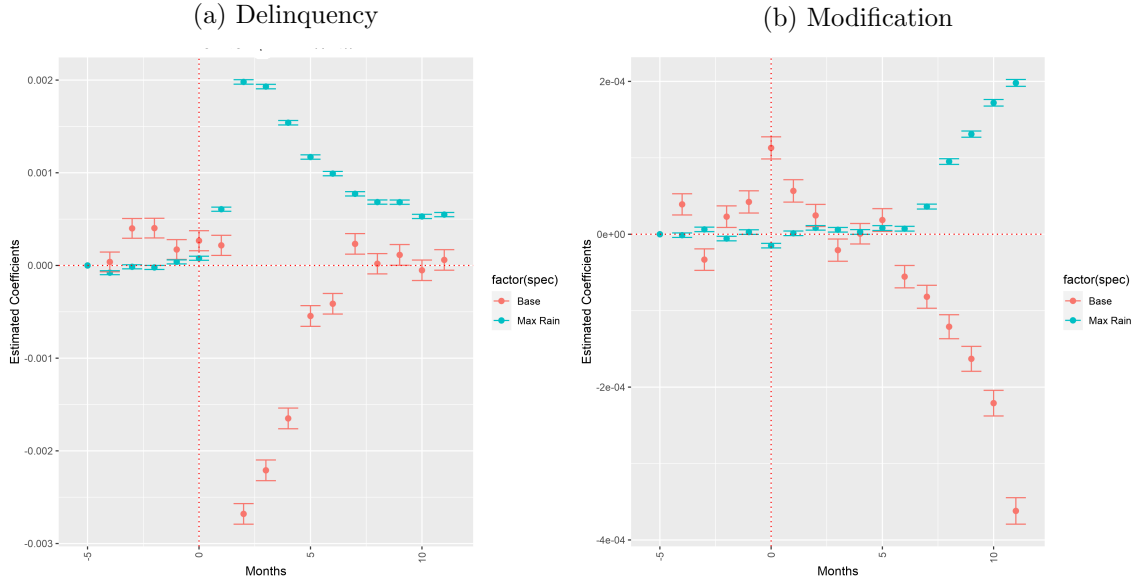 (a) Delinquency
0.002
0.001
0.000
-0.001
-0.002
-0.003
Estimated Coefficients
-5
0
5
10
Months
factor(spec)
Base
Max Rain
(b) Modification
2e-04
0e+00
-2e-04
-4e-04
Estimated Coefficients
-5
0
5
10
Months
factor(spec)
Base
Max Rain